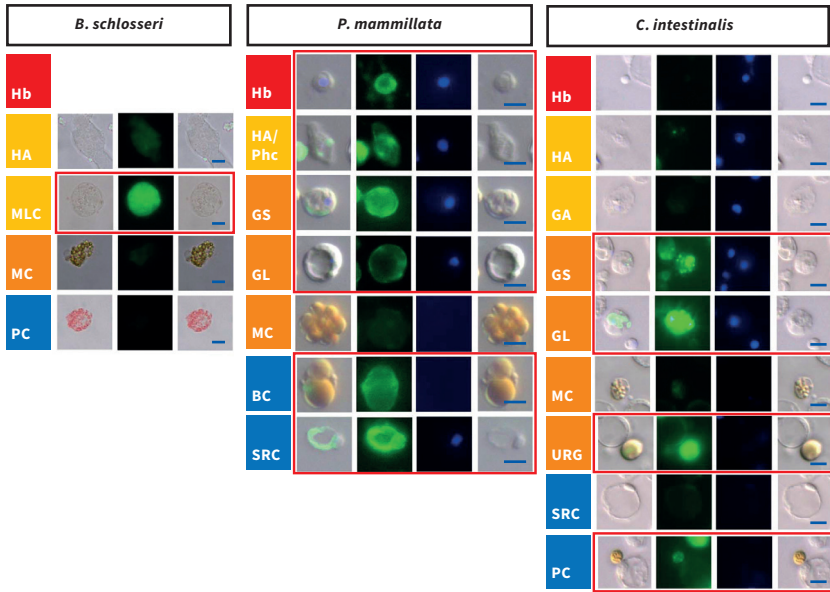 B. schlosseri
Hb
HA
MLC
MC
PC
P. mammillata
Hb
HA/
Phc
GS
GL
MC
BC
SRC
C. intestinalis
Hb
HA
GA
GS
GL
MC
URG
SRC
PC